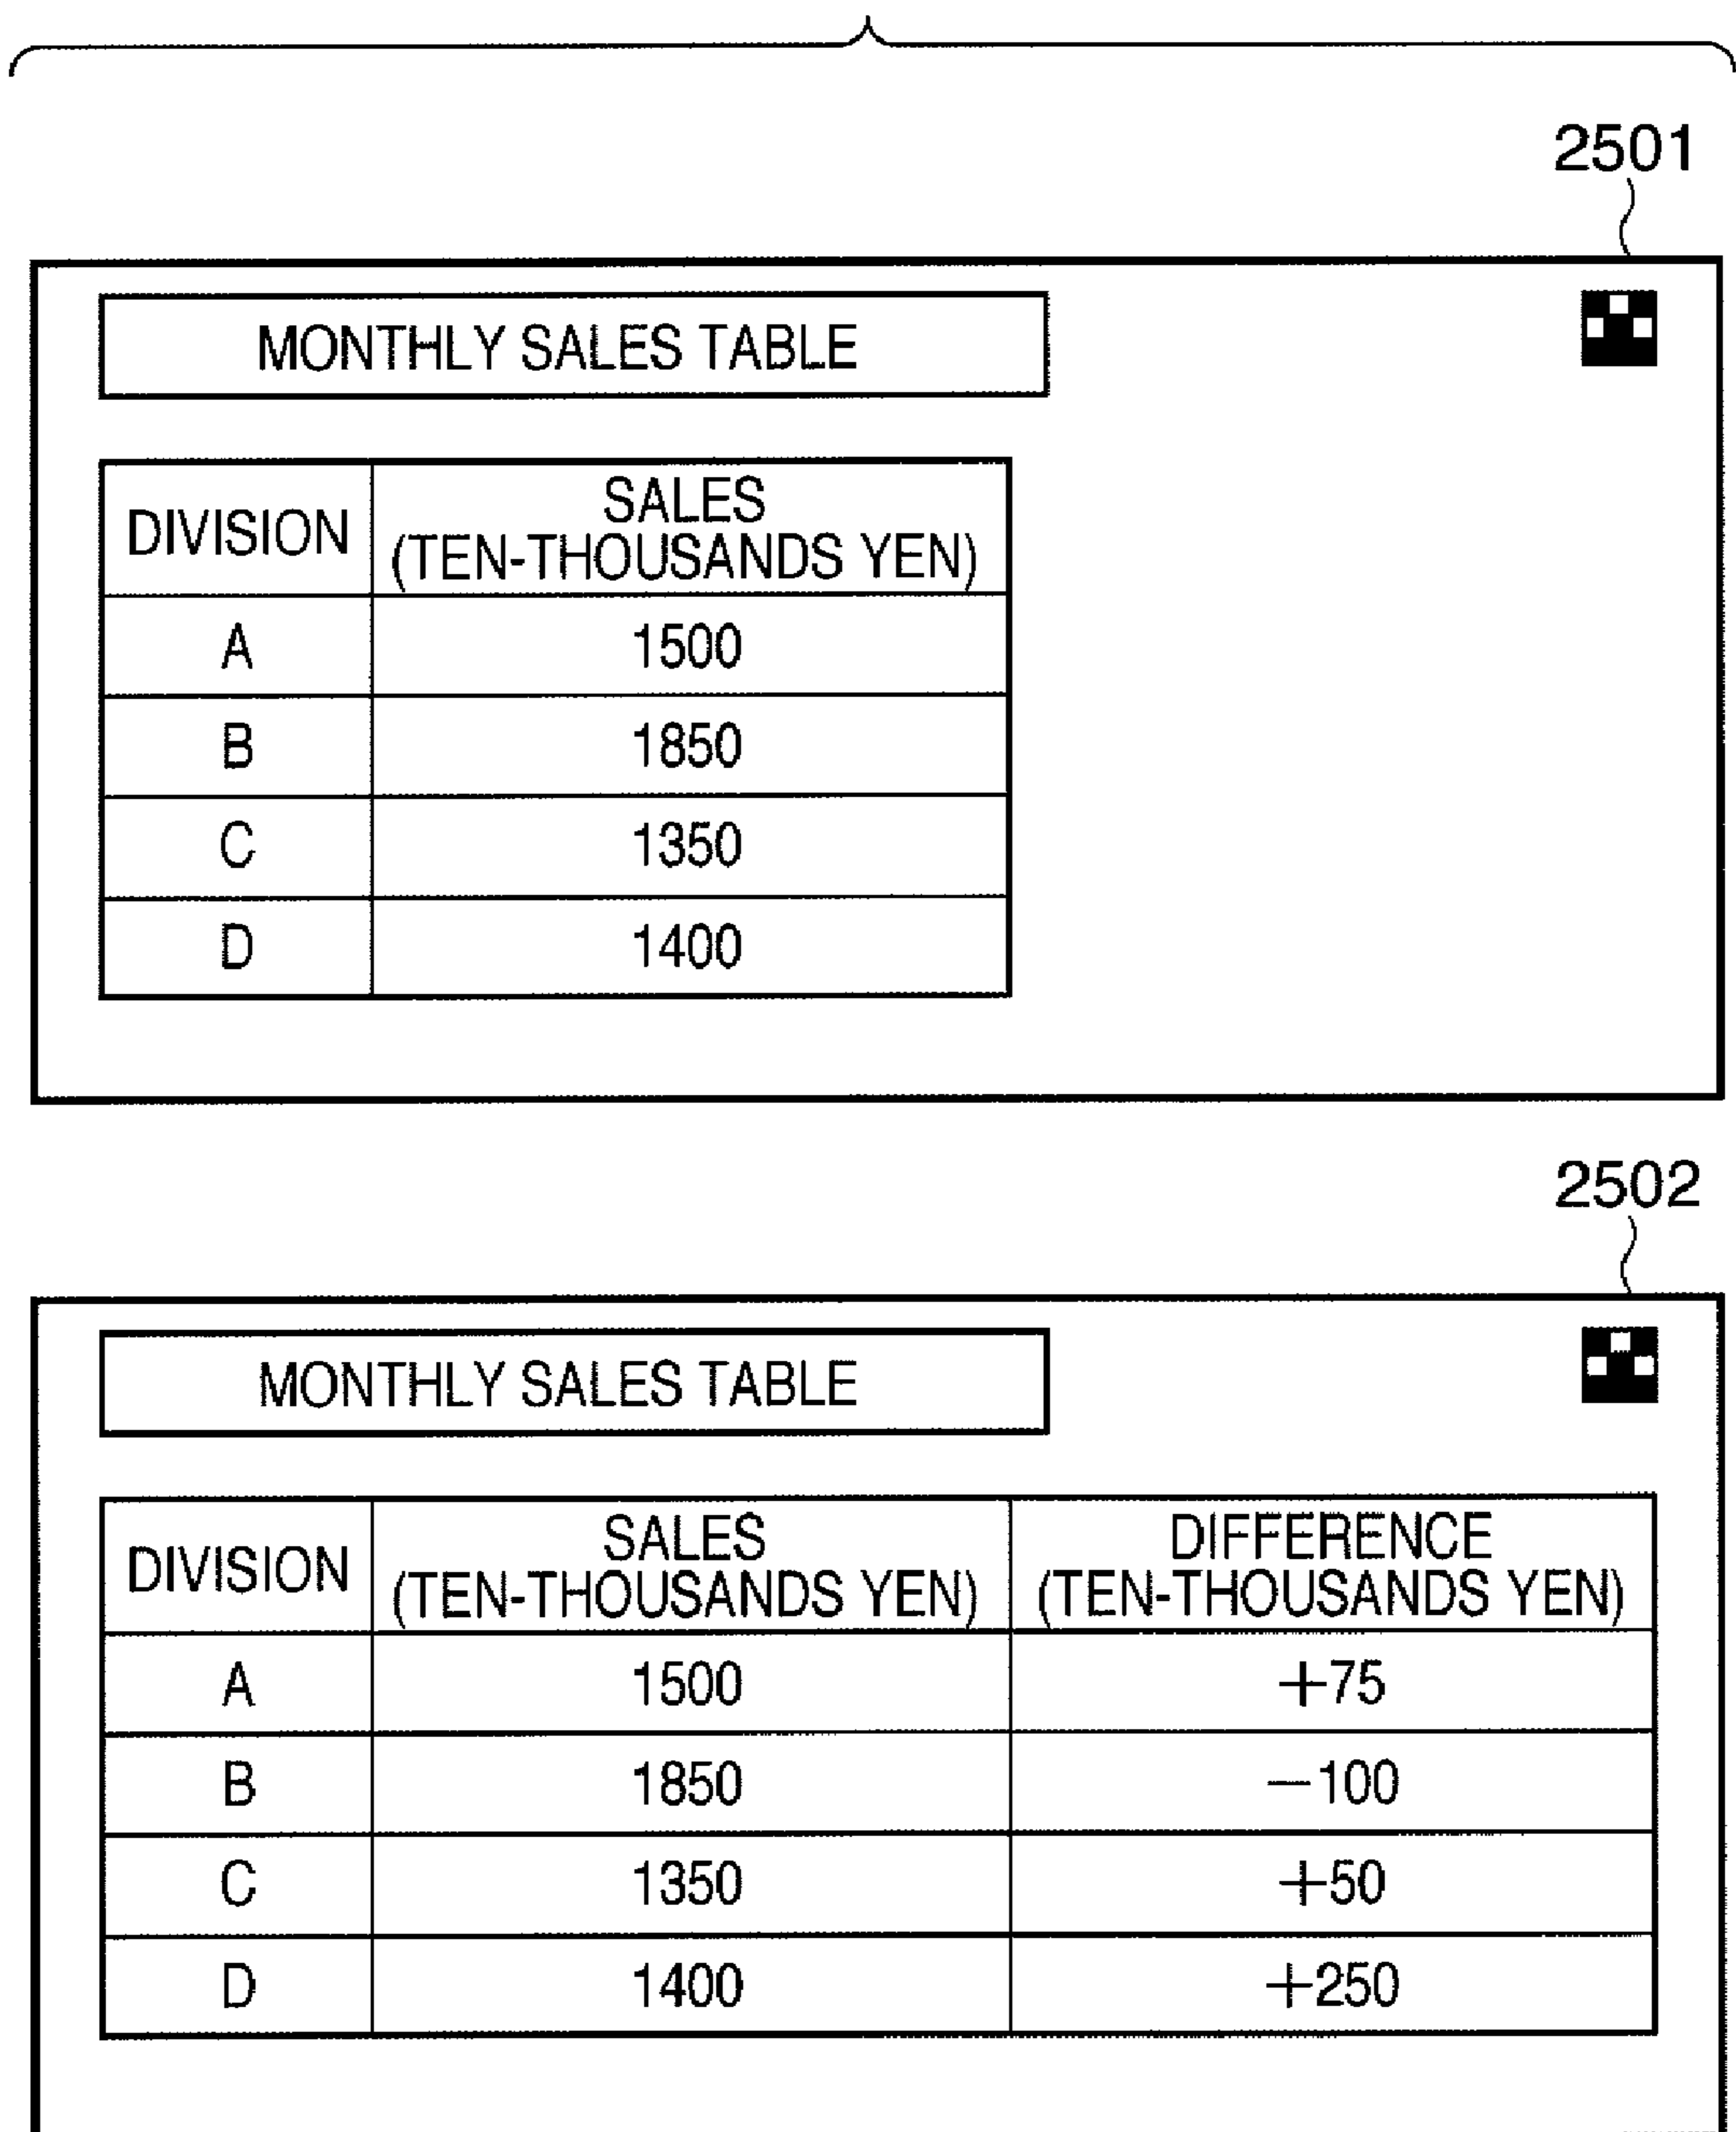 2501
MONTHLY SALES TABLE
DIVISION SALES (TEN-THOUSANDS YEN)
A 1500
B 1850
C 1350
D 1400
2502
MONTHLY SALES TABLE
DIVISION SALES (TEN-THOUSANDS YEN) DIFFERENCE (TEN-THOUSANDS YEN)
A 1500 +75
B 1850 −100
C 1350 +50
D 1400 +250